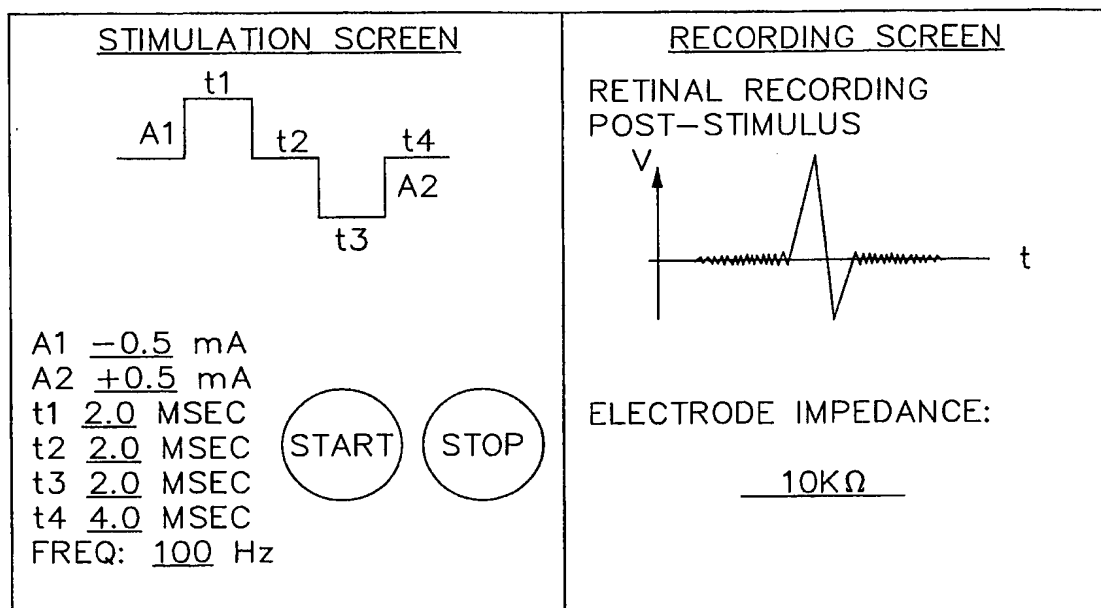 STIMULATION SCREEN
t1
A1
t2
t4
A2
t3
A1 −0.5 mA
A2 +0.5 mA
t1 2.0 MSEC
t2 2.0 MSEC
t3 2.0 MSEC
t4 4.0 MSEC
FREQ: 100 Hz
START
STOP
RECORDING SCREEN
RETINAL RECORDING
POST−STIMULUS
V
t
ELECTRODE IMPEDANCE:
10KΩ